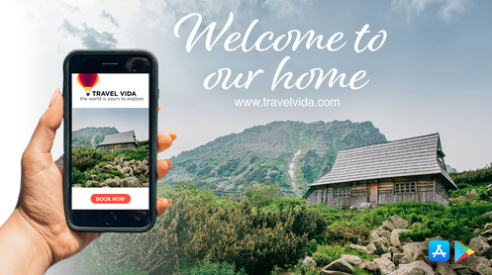 Welcome to
our home
www.travelvida.com
TRAVEL VIDA
the world is yours to explore
BOOK NOW